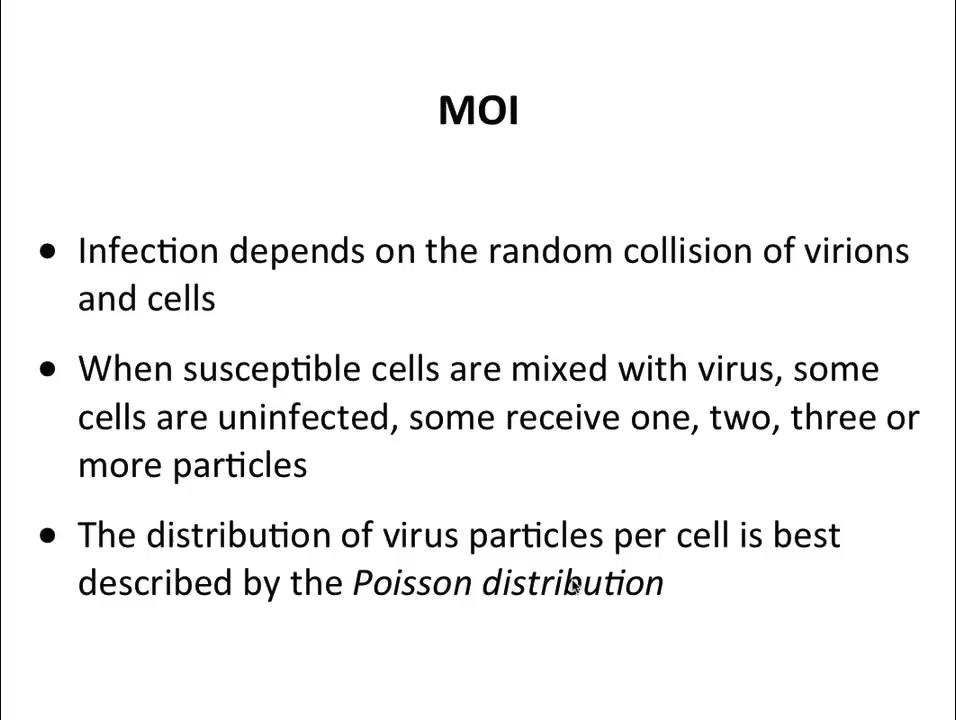 MOI
• Infection depends on the random collision of virions
and cells
• When susceptible cells are mixed with virus, some
cells are uninfected, some receive one, two, three or
more particles
• The distribution of virus particles per cell is best
described by the Poisson distribution